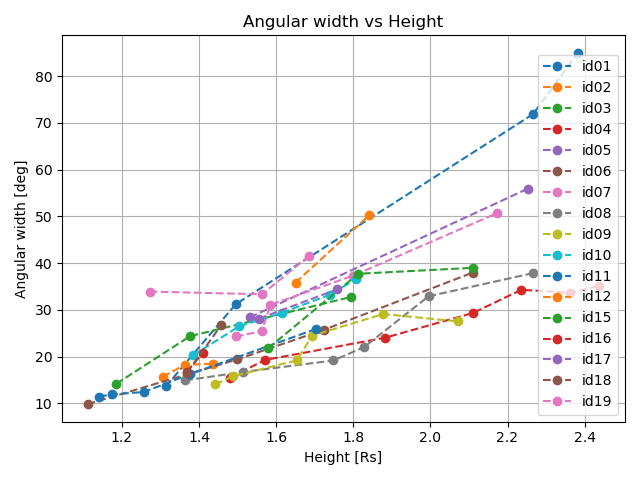 Angular width vs Height
Angular width [deg]
80
70
60
50
40
30
20
10
1.2 1.4 1.6 1.8 2.0 2.2 2.4
Height [Rs]
id01
id02
id03
id04
id05
id06
id07
id08
id09
id10
id11
id12
id15
id16
id17
id18
id19